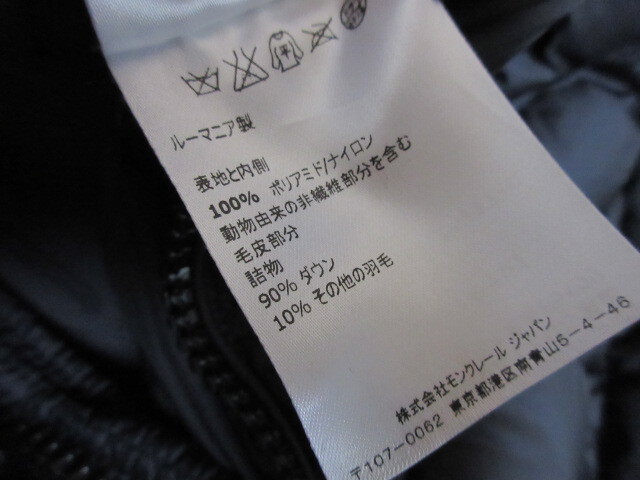 ルーマニア製
表地と内側
100% ポリアミド/ナイロン
動物由来の非繊維部分を含む
毛皮部分
詰物
90% ダウン
10% その他の羽毛
株式会社モンクレール ジャパン
東京都港区南青山5-4-46
〒107-0062